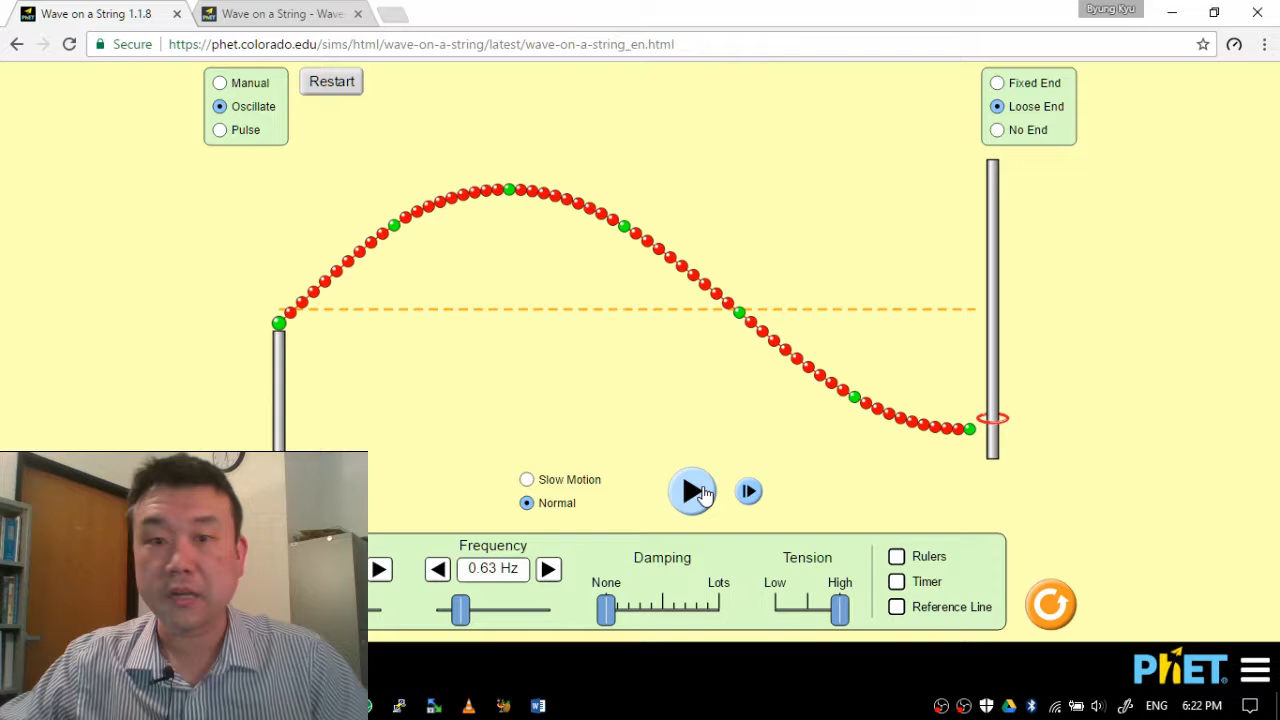 Wave on a String 1.1.8
Wave on a String - Wave
Byung Kyu
Secure
https://phet.colorado.edu/sims/html/wave-on-a-string/latest/wave-on-a-string_en.html
Manual
Oscillate
Pulse
Restart
Fixed End
Loose End
No End
Slow Motion
Normal
Frequency
0.63 Hz
Damping
None
Lots
Tension
Low
High
Rulers
Timer
Reference Line
PhET
ENG
6:22 PM